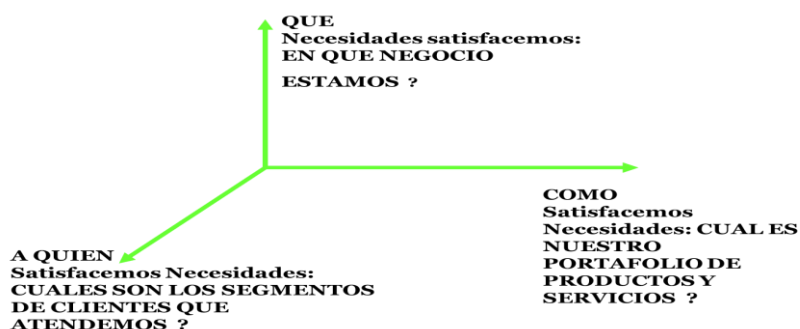 QUE
Necesidades satisfacemos:
EN QUE NEGOCIO
ESTAMOS ?
COMO
Satisfacemos
Necesidades: CUAL ES
NUESTRO
PORTAFOLIO DE
PRODUCTOS Y
SERVICIOS ?
A QUIEN
Satisfacemos Necesidades:
CUALES SON LOS SEGMENTOS
DE CLIENTES QUE
ATENDEMOS ?